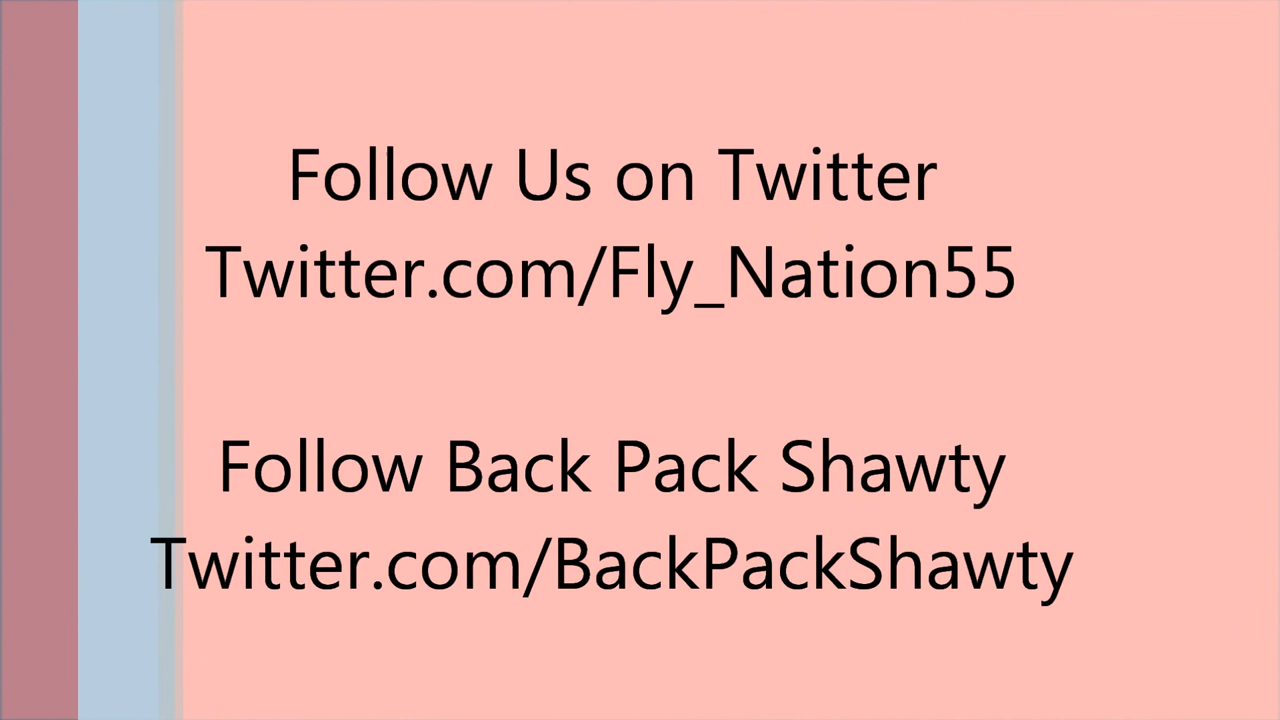 Follow Us on Twitter
Twitter.com/Fly_Nation55
Follow Back Pack Shawty
Twitter.com/BackPackShawty